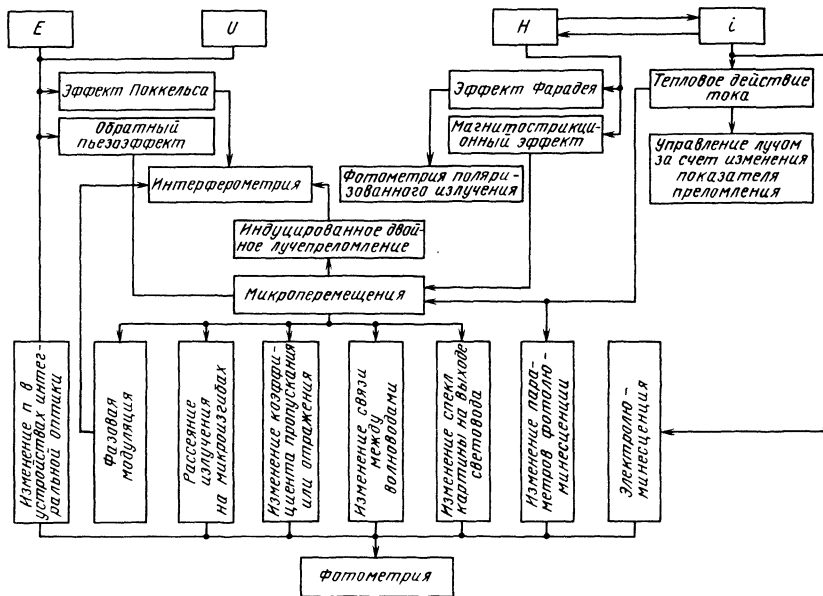 E
U
H
i
Эффект Поккельса
Обратный
пьезоэффект
Интерферометрия
Эффект Фарадея
Магнитострикци-
онный эффект
Фотометрия поляри-
зованного излучения
Тепловое действие
тока
Управление лучом
за счет изменения
показателя
преломления
Индуцированное двой-
ное лучепреломление
Микроперемещения
Изменение n в
устройствах интег-
ральной оптики
Фазовая
модуляция
Рассеяние
излучения
на микроизгибах
Изменение коэффи-
циента пропускания
или отражения
Изменение связи
между
волноводами
Изменение спекл
картины на выходе
световода
Изменение пара-
метров фотолю-
минесценции
Электролю-
минесценция
Фотометрия